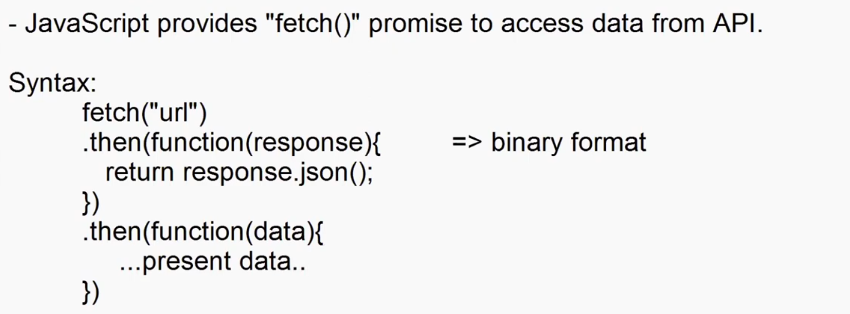 - JavaScript provides "fetch()" promise to access data from API.
Syntax:
fetch("url")
.then(function(response){ => binary format
return response.json();
})
.then(function(data){
...present data..
})